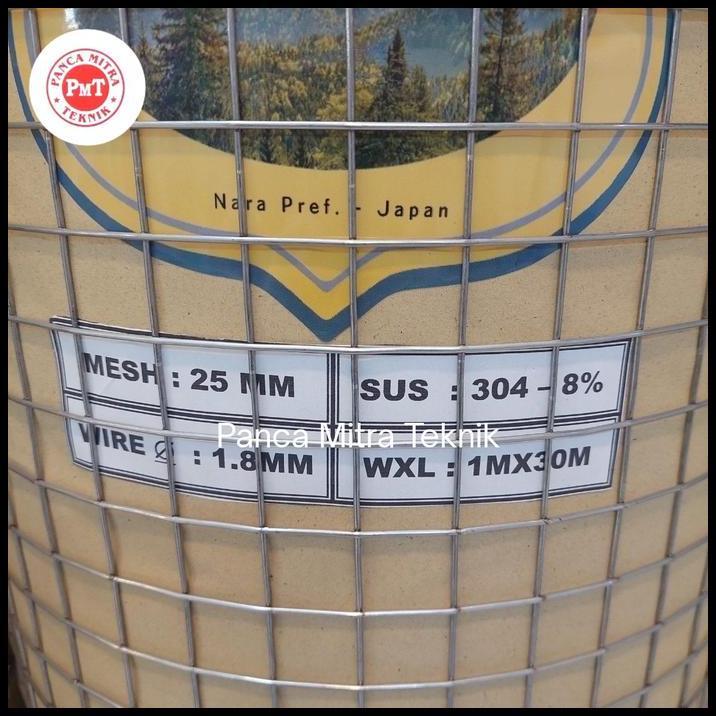 PANCA MITRA
PMT
TEKNIK
Nara Pref. - Japan
MESH : 25 MM
SUS : 304 – 8%
Panca Mitra Teknik
WIRE Ø : 1.8MM
WXL : 1MX30M